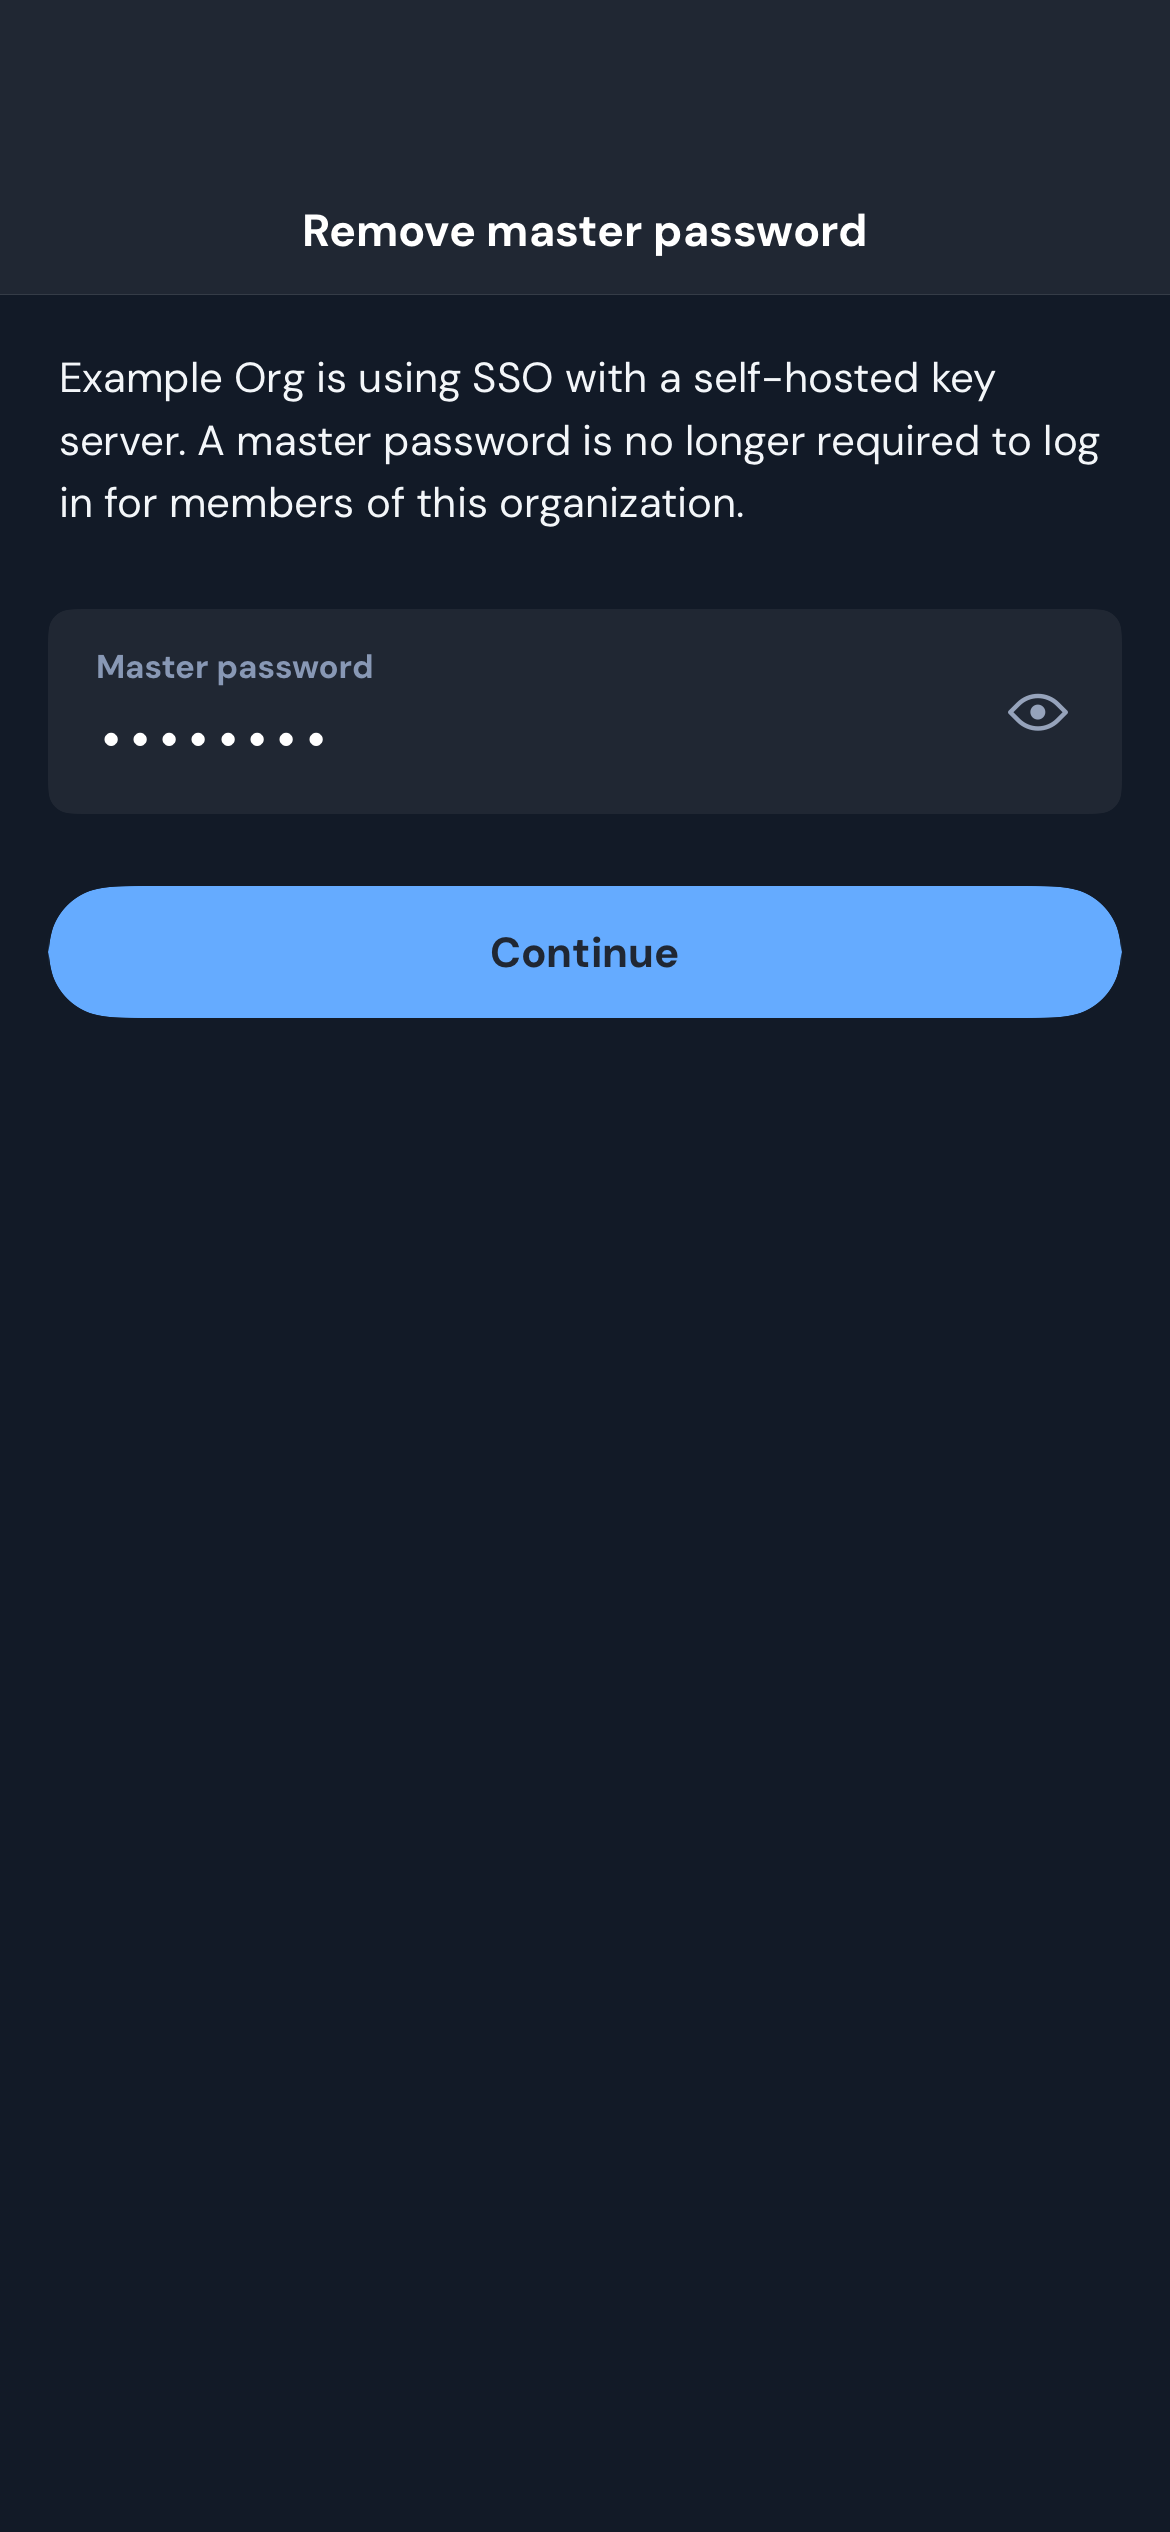 Remove master password
Example Org is using SSO with a self-hosted key
server. A master password is no longer required to log
in for members of this organization.
Master password
••••••••
Continue